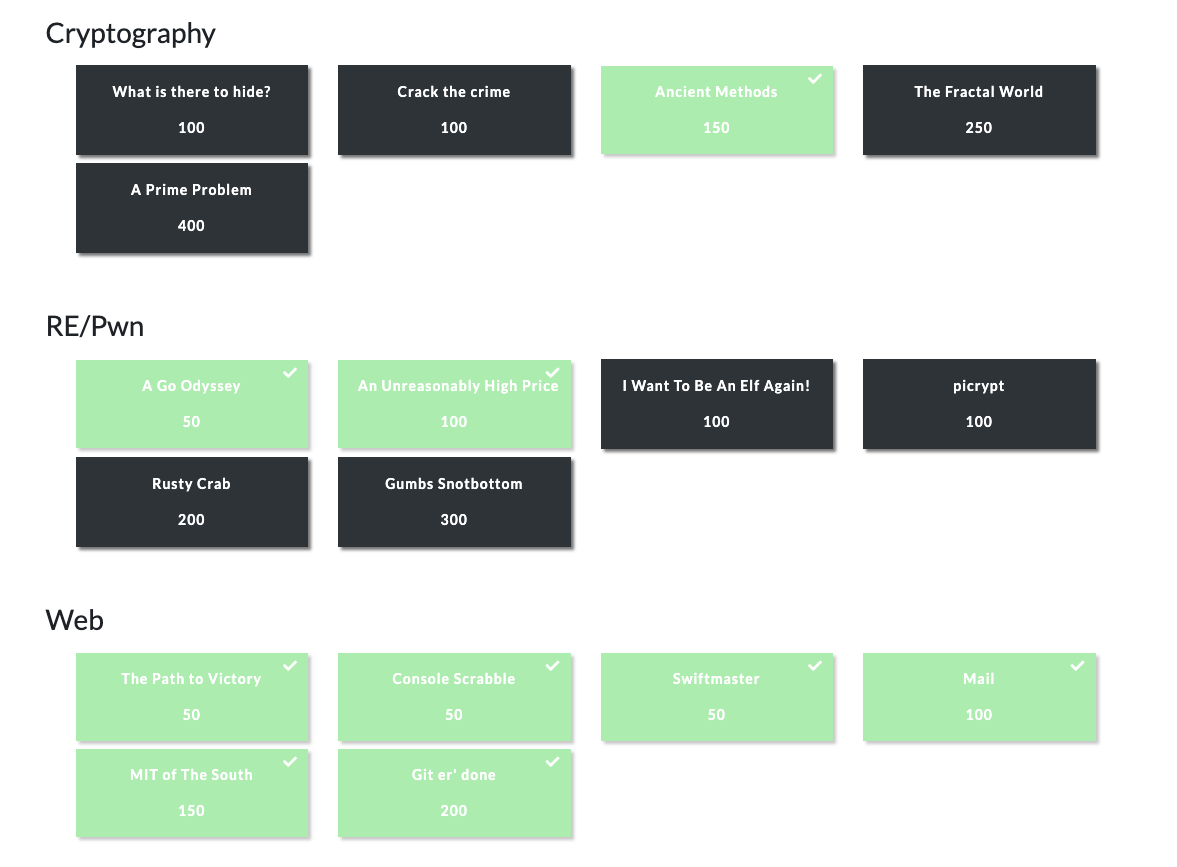 Cryptography
What is there to hide?
100
Crack the crime
100
Ancient Methods
150
The Fractal World
250
A Prime Problem
400
RE/Pwn
A Go Odyssey
50
An Unreasonably High Price
100
I Want To Be An Elf Again!
100
picrypt
100
Rusty Crab
200
Gumbs Snotbottom
300
Web
The Path to Victory
50
Console Scrabble
50
Swiftmaster
50
Mail
100
MIT of The South
150
Git er' done
200